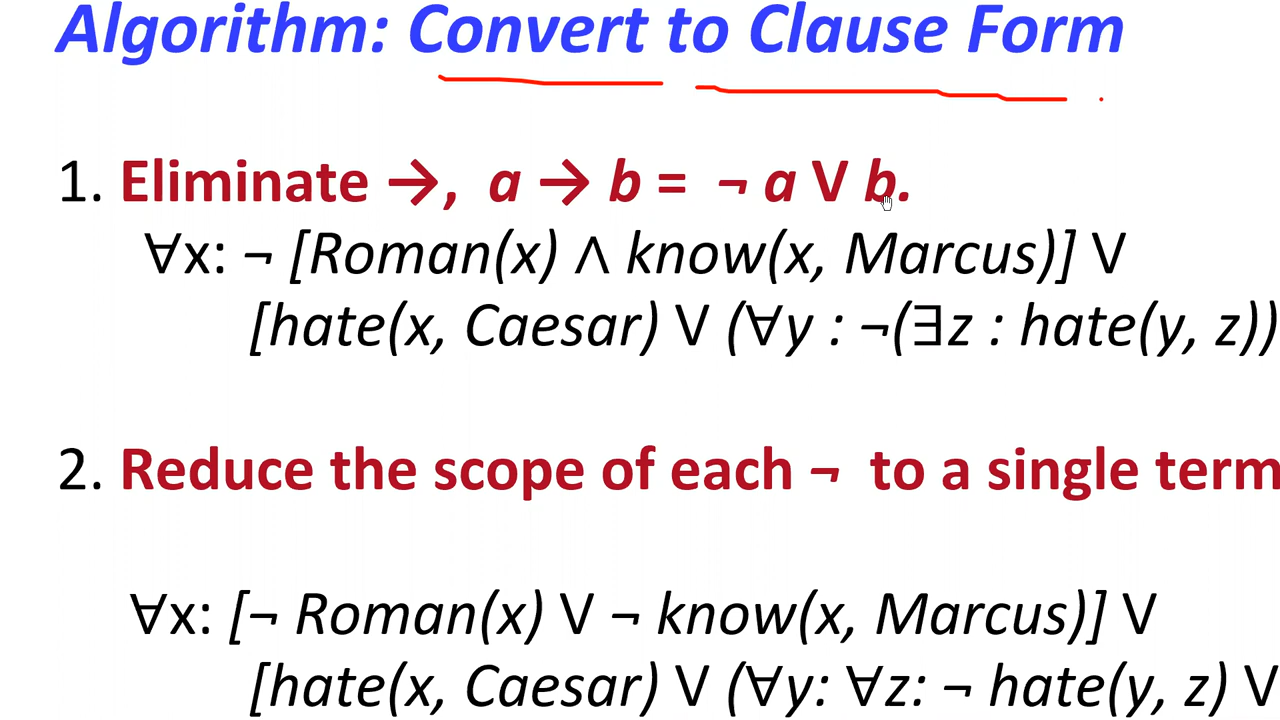 Algorithm: Convert to Clause Form
1. Eliminate →, a → b = ¬ a V b.
∀x: ¬ [Roman(x) ∧ know(x, Marcus)] V
[hate(x, Caesar) V (∀y : ¬(∃z : hate(y, z))
2. Reduce the scope of each ¬ to a single term
∀x: [¬ Roman(x) V ¬ know(x, Marcus)] V
[hate(x, Caesar) V (∀y: ∀z: ¬ hate(y, z) V